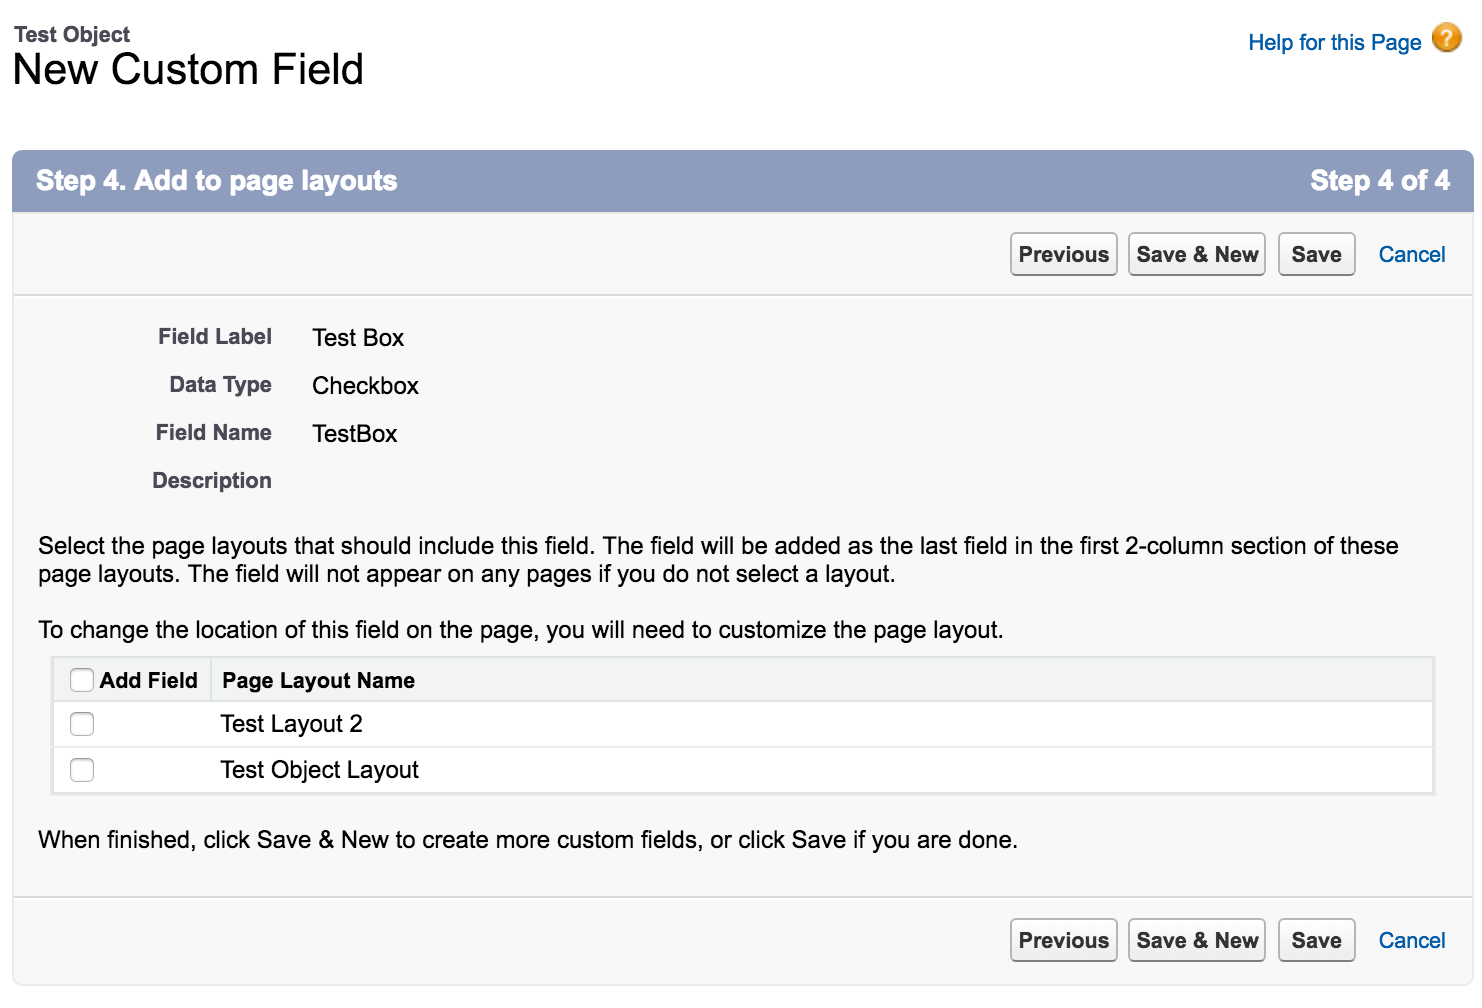 Test Object
New Custom Field
Help for this Page ?
Step 4. Add to page layouts
Step 4 of 4
Previous Save & New Save Cancel
Field Label Test Box
Data Type Checkbox
Field Name TestBox
Description
Select the page layouts that should include this field. The field will be added as the last field in the first 2-column section of these
page layouts. The field will not appear on any pages if you do not select a layout.
To change the location of this field on the page, you will need to customize the page layout.
Add Field Page Layout Name
Test Layout 2
Test Object Layout
When finished, click Save & New to create more custom fields, or click Save if you are done.
Previous Save & New Save Cancel